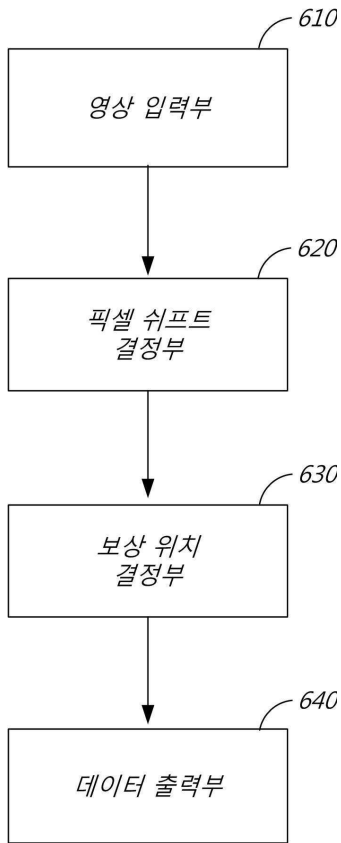 610
영상 입력부
620
픽셀 쉬프트
결정부
630
보상 위치
결정부
640
데이터 출력부